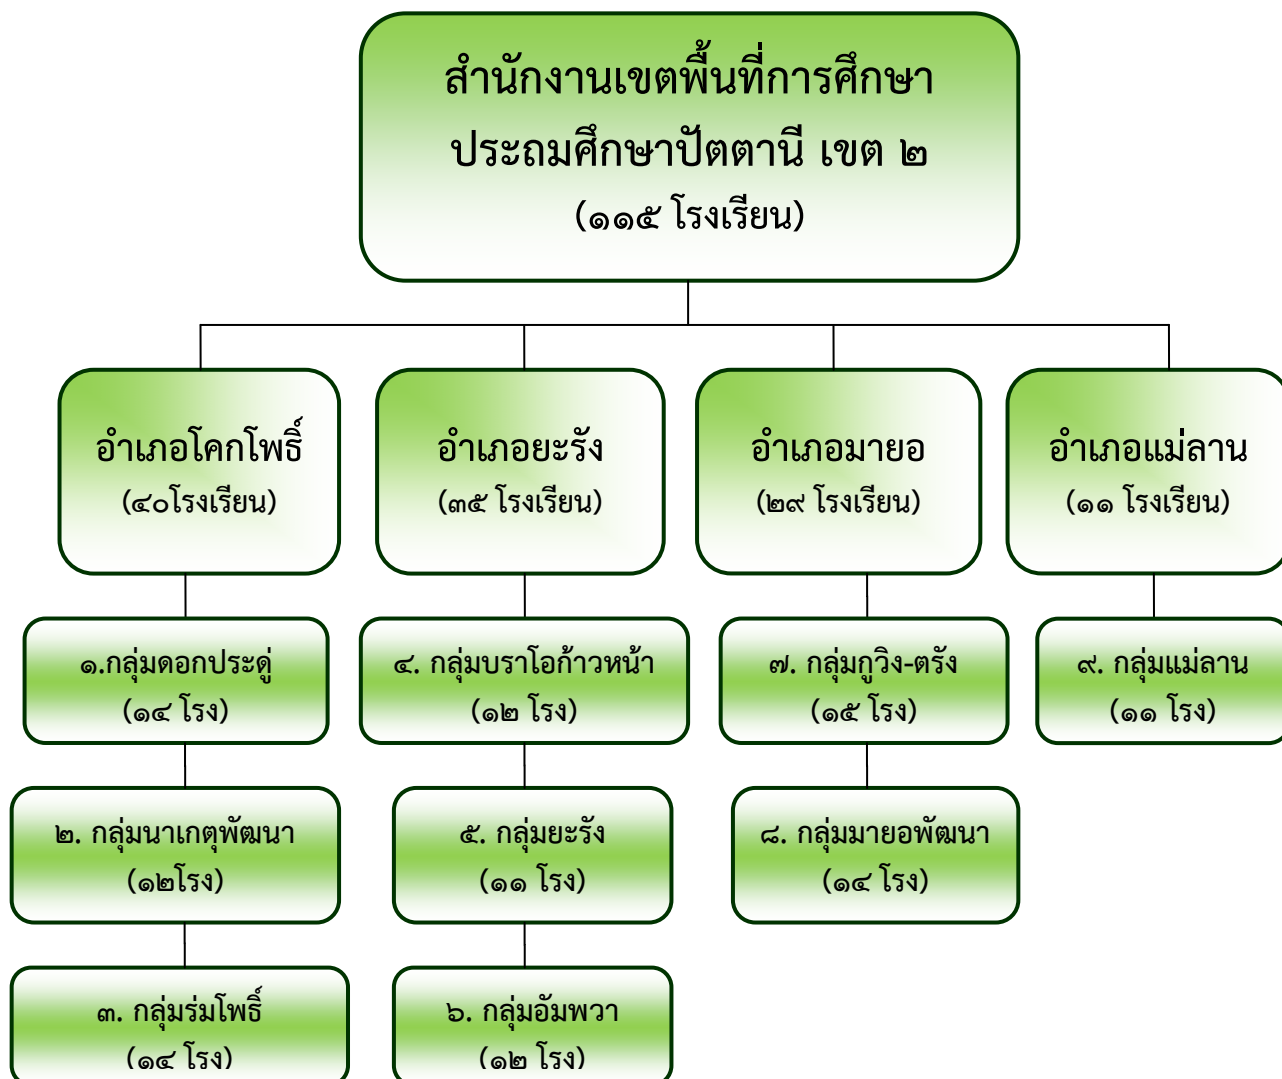 สำนักงานเขตพื้นที่การศึกษา
ประถมศึกษาปัตตานี เขต ๒
(๑๑๕ โรงเรียน)
อำเภอโคกโพธิ์
(๔๐โรงเรียน)
อำเภอยะรัง
(๓๕ โรงเรียน)
อำเภอมายอ
(๒๙ โรงเรียน)
อำเภอแม่ลาน
(๑๑ โรงเรียน)
๑.กลุ่มดอกประดู่
(๑๔ โรง)
๔. กลุ่มบราโอก้าวหน้า
(๑๒ โรง)
๗. กลุ่มกูวิง-ตรัง
(๑๕ โรง)
๙. กลุ่มแม่ลาน
(๑๑ โรง)
๒. กลุ่มนาเกตุพัฒนา
(๑๒โรง)
๕. กลุ่มยะรัง
(๑๑ โรง)
๘. กลุ่มมายอพัฒนา
(๑๔ โรง)
๓. กลุ่มร่มโพธิ์
(๑๔ โรง)
๖. กลุ่มอัมพวา
(๑๒ โรง)